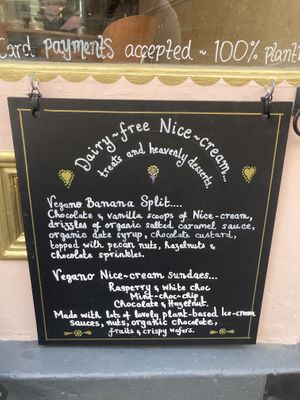 Card payments accepted ~ 100% plant
Dairy~free Nice~cream...
treats and heavenly desserts.
Vegano Banana Split....
Chocolate & vanilla scoops of Nice-cream,
drizzles of organic salted caramel sauce,
organic date syrup, chocolate custard,
topped with pecan nuts, hazelnuts &
chocolate sprinkles.
Vegano Nice-cream Sundaes...
Raspberry & white choc
Mint-choc-chip
Chocolate & Hazelnut.
Made with lots of lovely plant-based Ice-cream
sauces, nuts, organic chocolate,
fruits & crispy wafers.